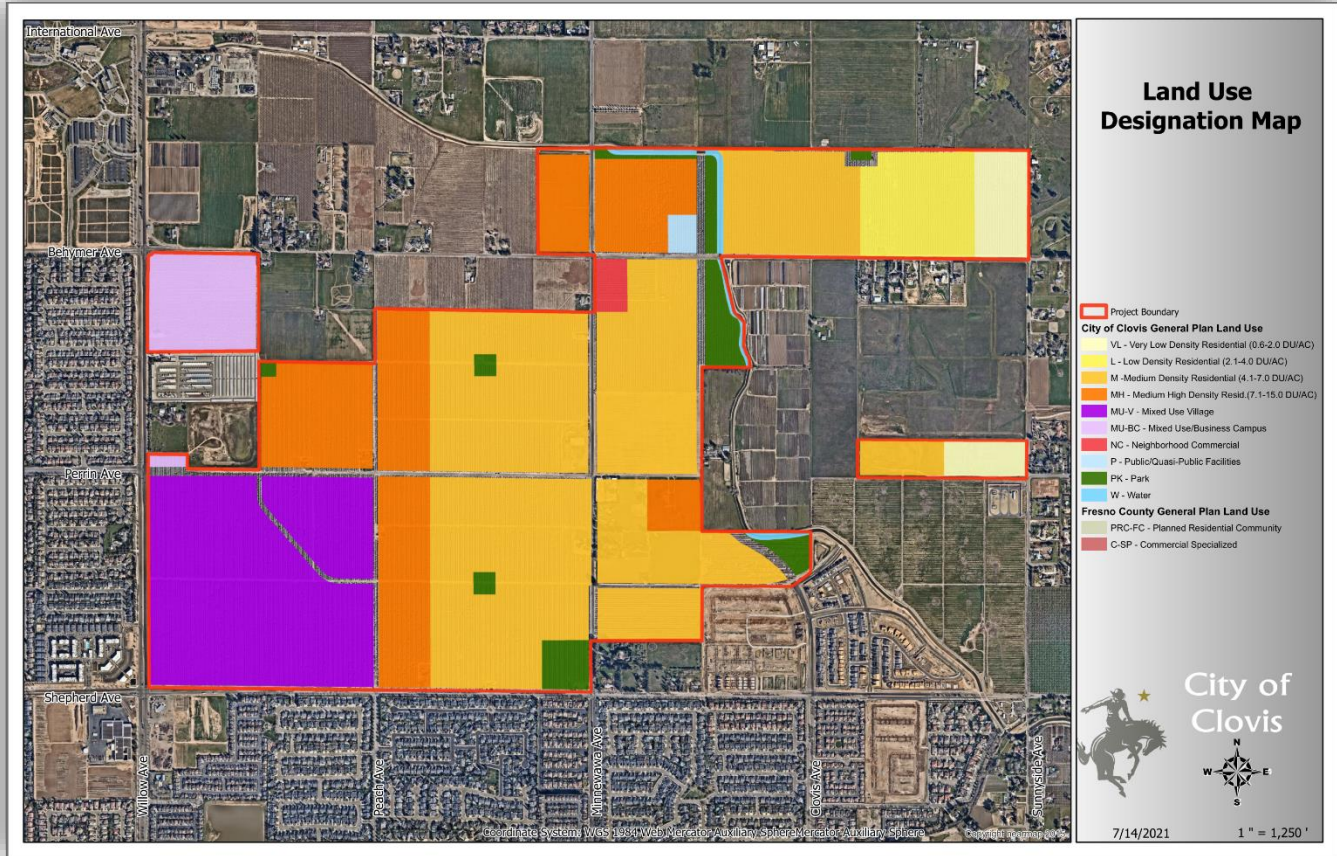 International Ave
Behymer Ave
Perrin Ave
Shepherd Ave
Willow Ave
Peach Ave
Minnewawa Ave
Clovis Ave
Sunnyside Ave
Coordinate System: WGS 1984 Web Mercator Auxiliary SphereMercator Auxiliary Sphere
Land Use
Designation Map
Project Boundary
City of Clovis General Plan Land Use
VL - Very Low Density Residential (0.6-2.0 DU/AC)
L - Low Density Residential (2.1-4.0 DU/AC)
M -Medium Density Residential (4.1-7.0 DU/AC)
MH - Medium High Density Resid.(7.1-15.0 DU/AC)
MU-V - Mixed Use Village
MU-BC - Mixed Use/Business Campus
NC - Neighborhood Commercial
P - Public/Quasi-Public Facilities
PK - Park
W - Water
Fresno County General Plan Land Use
PRC-FC - Planned Residential Community
C-SP - Commercial Specialized
City of
Clovis
N
W E
S
7/14/2021 1 " = 1,250 '